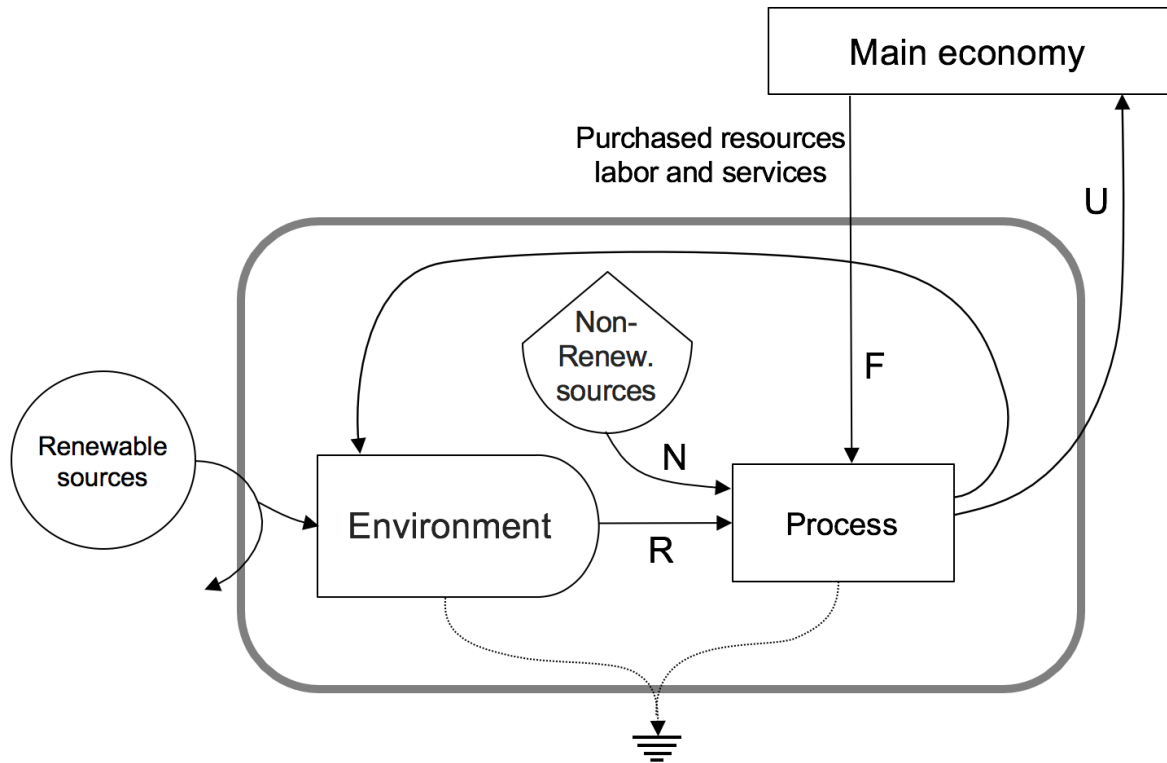 Main economy
Purchased resources
labor and services
U
Non-
Renew.
sources
F
Renewable
sources
N
Environment
R
Process